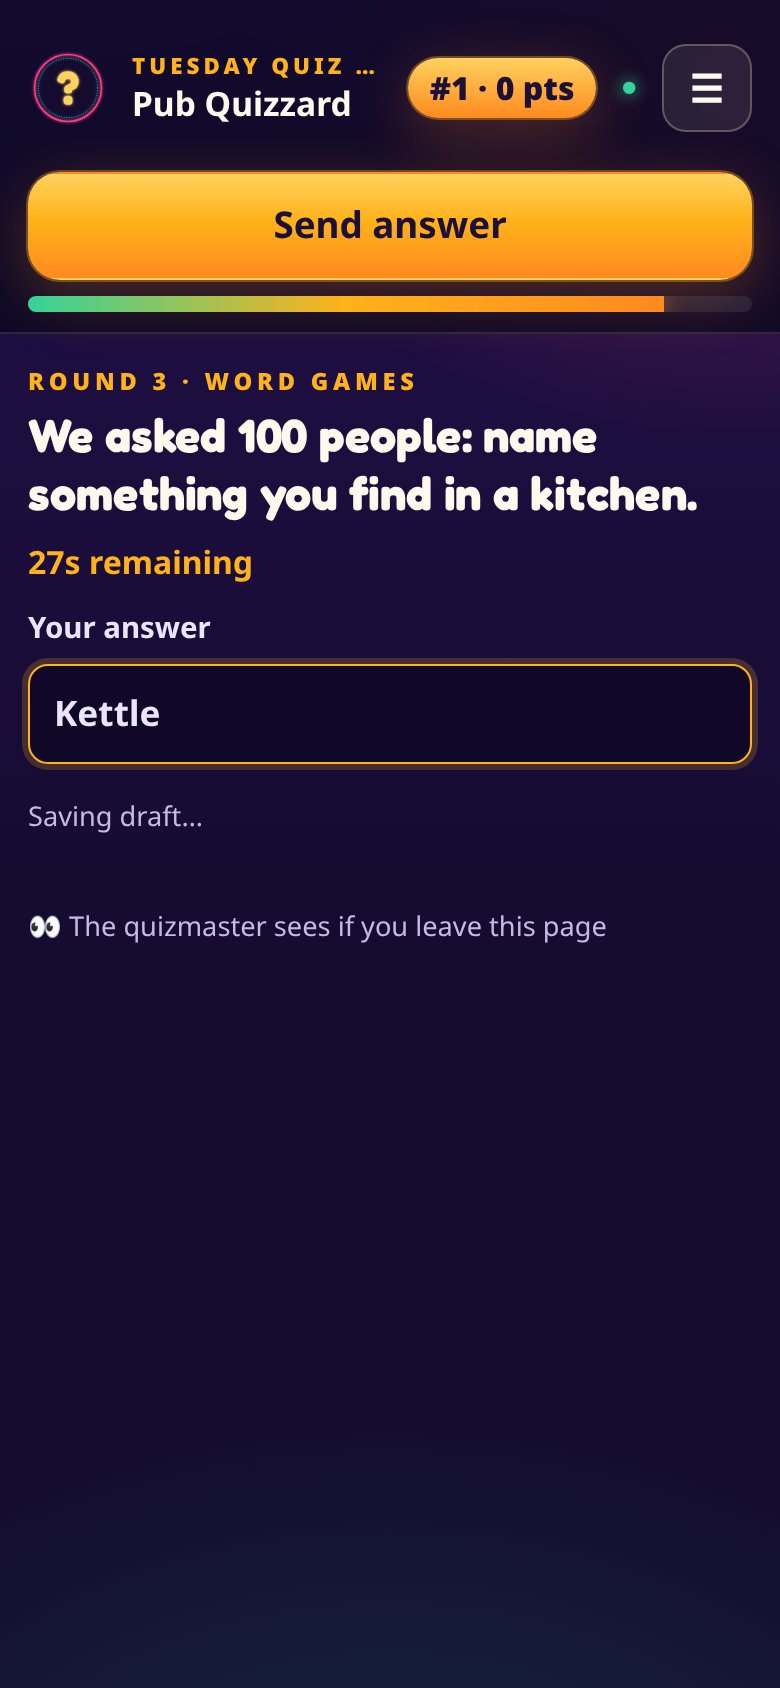 ?
TUESDAY QUIZ …
Pub Quizzard
#1 · 0 pts
Send answer
ROUND 3 · WORD GAMES
We asked 100 people: name
something you find in a kitchen.
27s remaining
Your answer
Kettle
Saving draft…
👀 The quizmaster sees if you leave this page